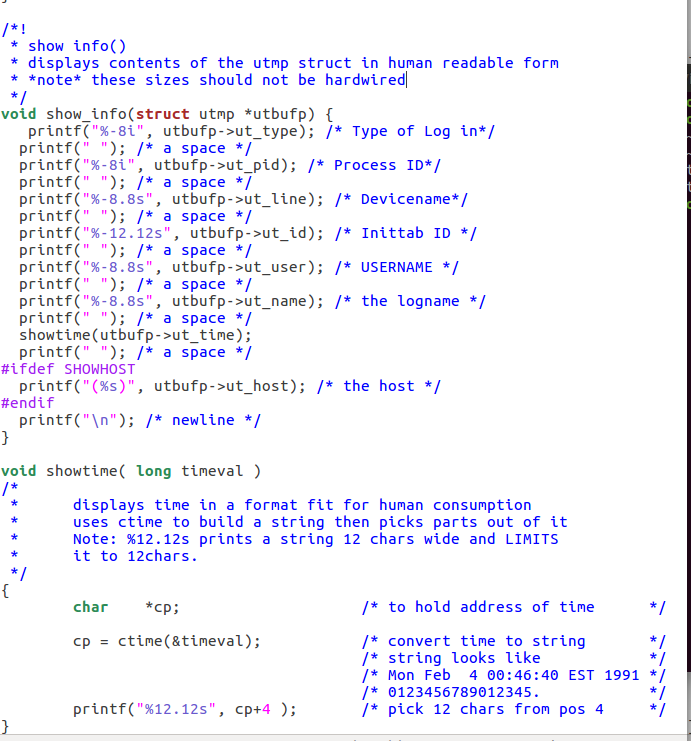 /*!
 * show info()
 * displays contents of the utmp struct in human readable form
 * *note* these sizes should not be hardwired
 */
void show_info(struct utmp *utbufp) {
   printf("%-8i", utbufp->ut_type); /* Type of Log in*/
  printf(" "); /* a space */
  printf("%-8i", utbufp->ut_pid); /* Process ID*/
  printf(" "); /* a space */
  printf("%-8.8s", utbufp->ut_line); /* Devicename*/
  printf(" "); /* a space */
  printf("%-12.12s", utbufp->ut_id); /* Inittab ID */
  printf(" "); /* a space */
  printf("%-8.8s", utbufp->ut_user); /* USERNAME */
  printf(" "); /* a space */
  printf("%-8.8s", utbufp->ut_name); /* the logname */
  printf(" "); /* a space */
  showtime(utbufp->ut_time);
  printf(" "); /* a space */
#ifdef SHOWHOST
  printf("(%s)", utbufp->ut_host); /* the host */
#endif
  printf("\n"); /* newline */
}

void showtime( long timeval )
/*
 *      displays time in a format fit for human consumption
 *      uses ctime to build a string then picks parts out of it
 *      Note: %12.12s prints a string 12 chars wide and LIMITS
 *      it to 12chars.
 */
{
        char    *cp;                    /* to hold address of time      */

        cp = ctime(&timeval);           /* convert time to string       */
                                        /* string looks like            */
                                        /* Mon Feb  4 00:46:40 EST 1991 */
                                        /* 0123456789012345.            */
        printf("%12.12s", cp+4 );       /* pick 12 chars from pos 4     */
}